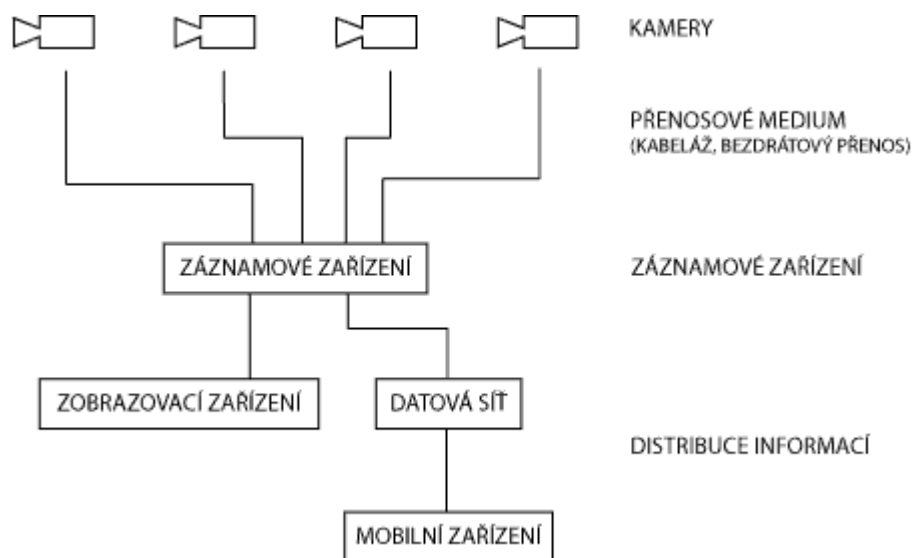 KAMERY
PŘENOSOVÉ MEDIUM
(KABELÁŽ, BEZDRÁTOVÝ PŘENOS)
ZÁZNAMOVÉ ZAŘÍZENÍ
ZÁZNAMOVÉ ZAŘÍZENÍ
ZOBRAZOVACÍ ZAŘÍZENÍ
DATOVÁ SÍŤ
DISTRIBUCE INFORMACÍ
MOBILNÍ ZAŘÍZENÍ